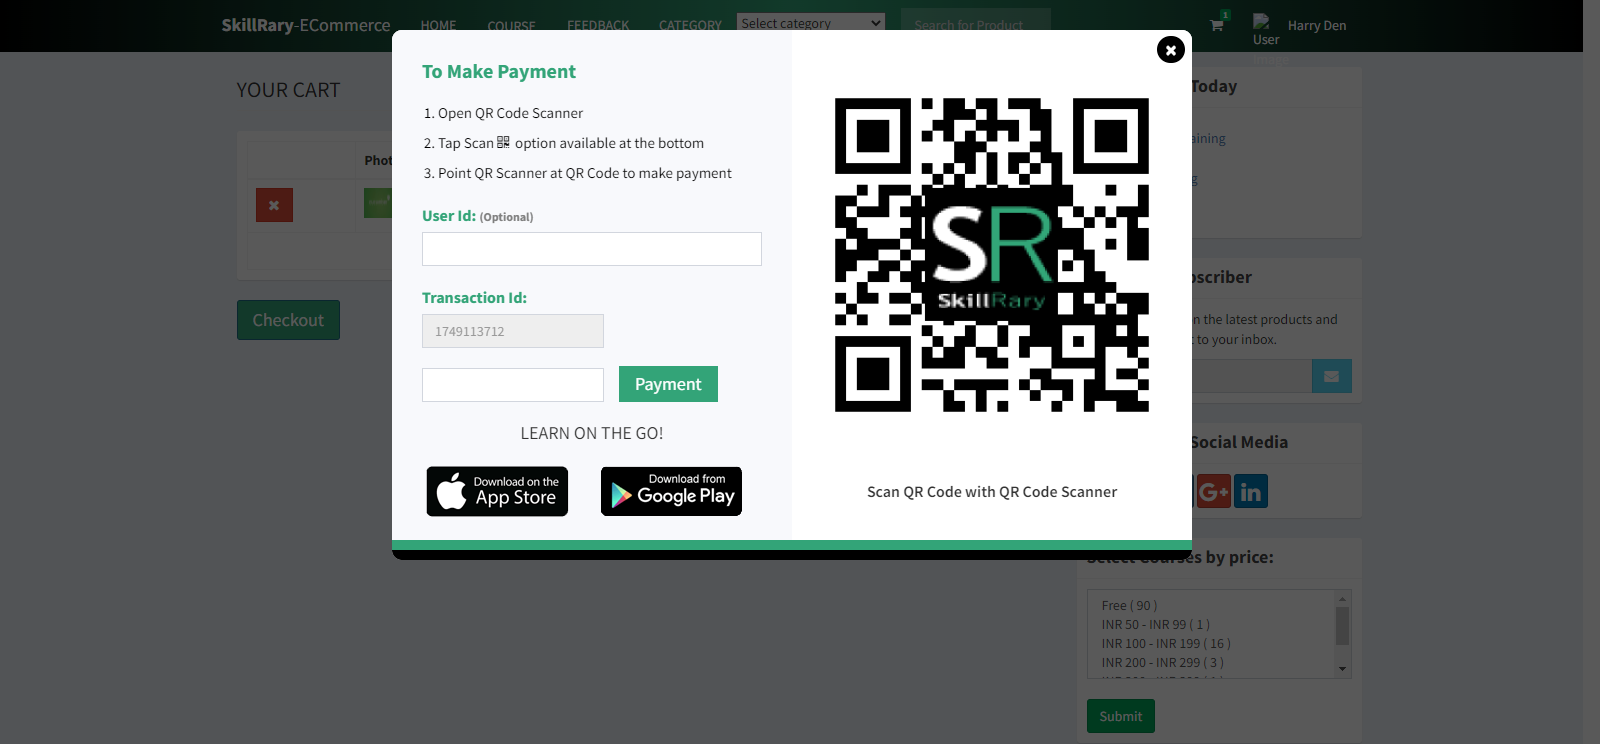 SkillRary-ECommerce
HOME
COURSE
FEEDBACK
CATEGORY
Select category
Search for Product
1
User
Harry Den
YOUR CART
Phot
Checkout
To Make Payment
1. Open QR Code Scanner
2. Tap Scan option available at the bottom
3. Point QR Scanner at QR Code to make payment
User Id: (Optional)
Transaction Id:
1749113712
Payment
LEARN ON THE GO!
Download on the
App Store
Download from
Google Play
SR
SkillRary
Scan QR Code with QR Code Scanner
Today
aining
g
bscriber
n the latest products and
t to your inbox.
Social Media
G+
in
Select Courses by price:
Free ( 90 )
INR 50 - INR 99 ( 1 )
INR 100 - INR 199 ( 16 )
INR 200 - INR 299 ( 3 )
Submit